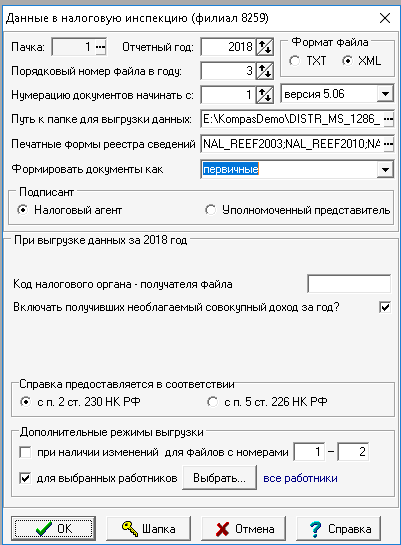 Данные в налоговую инспекцию (филиал 8259)
Пачка: 1 ... Отчетный год: 2018 Формат файла
TXT XML
Порядковый номер файла в году: 3
Нумерацию документов начинать с: 1 версия 5.06
Путь к папке для выгрузки данных: E:\KompasDemo\DISTR_MS_1286_ ...
Печатные формы реестра сведений NAL_REEF2003;NAL_REEF2010;NA ...
Формировать документы как первичные
Подписант
Налоговый агент Уполномоченный представитель
При выгрузке данных за 2018 год
Код налогового органа - получателя файла
Включать получивших необлагаемый совокупный доход за год?
Справка предоставляется в соответствии
с п. 2 ст. 230 НК РФ с п. 5 ст. 226 НК РФ
Дополнительные режимы выгрузки
при наличии изменений для файлов с номерами 1 – 2
для выбранных работников Выбрать... все работники
OK Шапка Отмена ? Справка